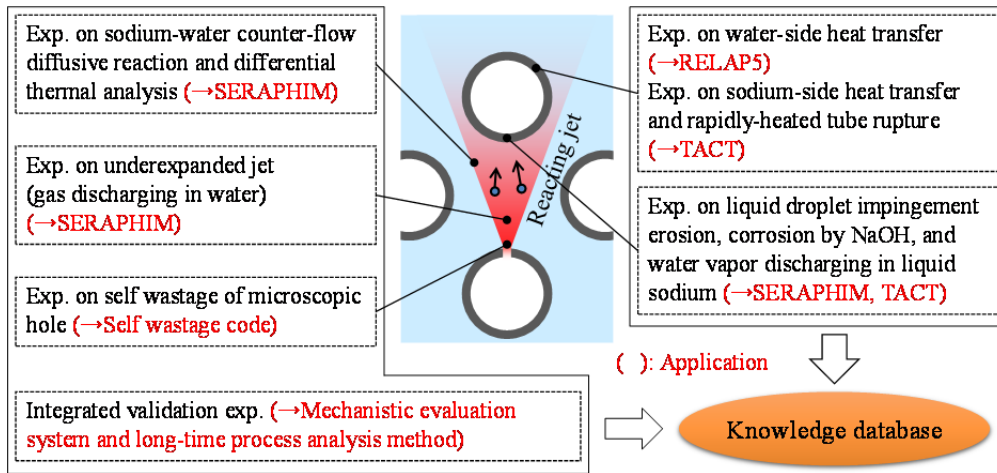 Exp. on sodium-water counter-flow
diffusive reaction and differential
thermal analysis (→SERAPHIM)
Exp. on underexpanded jet
(gas discharging in water)
(→SERAPHIM)
Exp. on self wastage of microscopic
hole (→Self wastage code)
Integrated validation exp. (→Mechanistic evaluation
system and long-time process analysis method)
Reacting jet
Exp. on water-side heat transfer
(→RELAP5)
Exp. on sodium-side heat transfer
and rapidly-heated tube rupture
(→TACT)
Exp. on liquid droplet impingement
erosion, corrosion by NaOH, and
water vapor discharging in liquid
sodium (→SERAPHIM, TACT)
( ): Application
Knowledge database